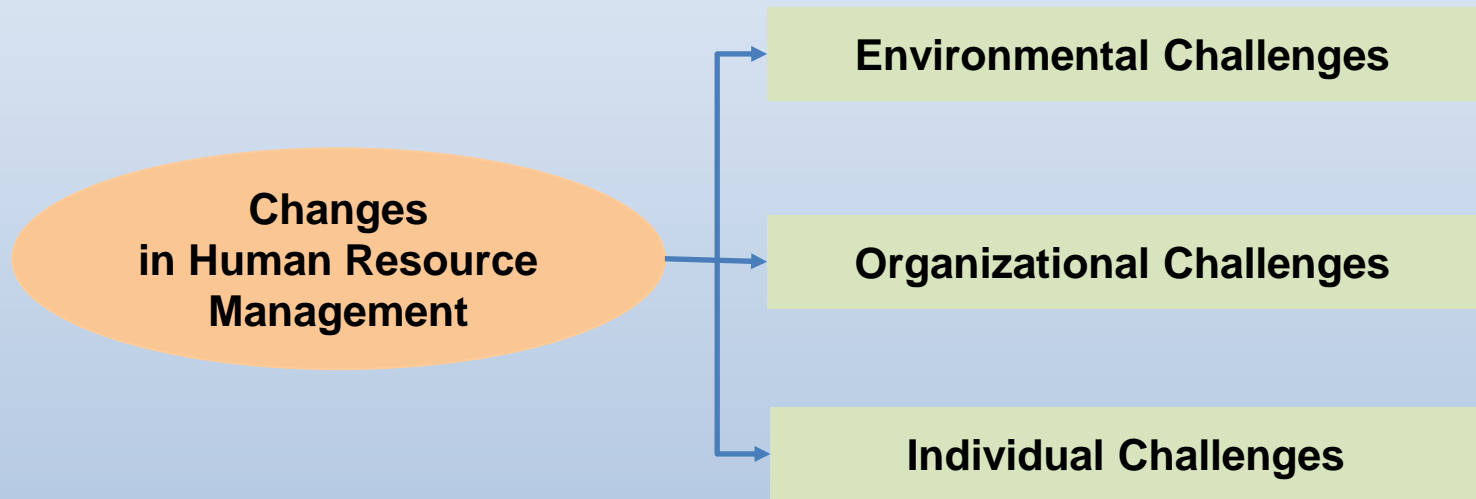 Environmental Challenges
Changes
in Human Resource
Management
Organizational Challenges
Individual Challenges